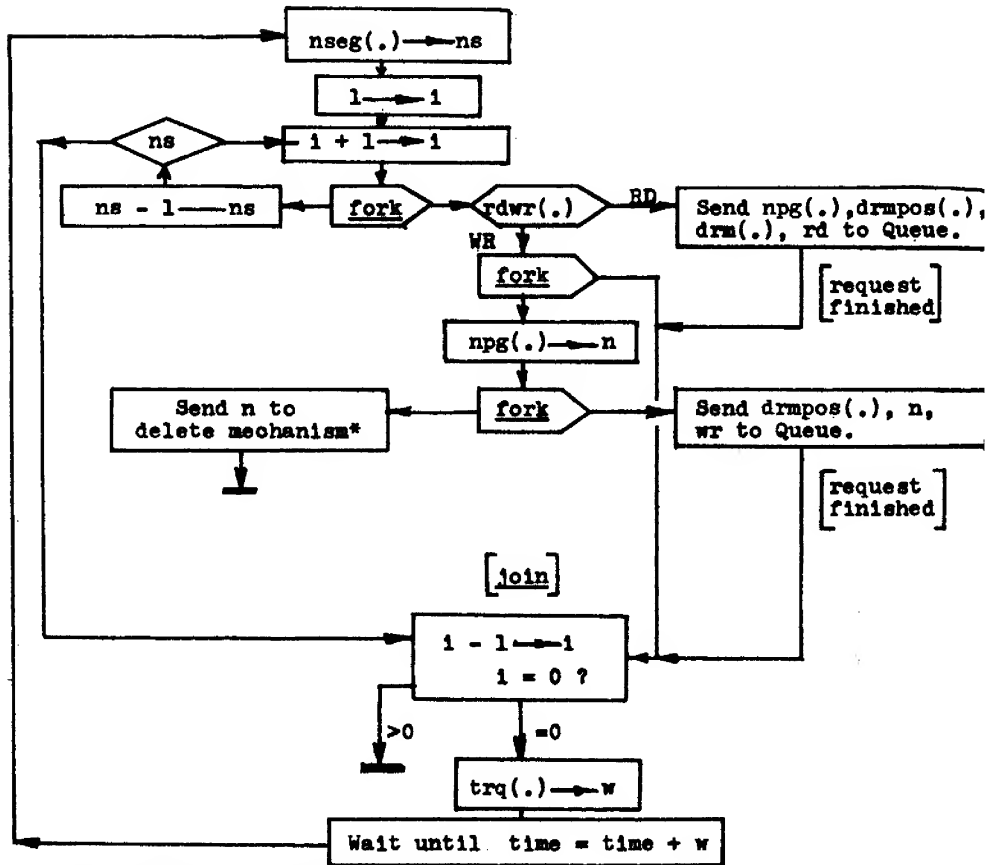 nseg(.) → ns
1 → i
ns
i + 1 → i
ns - 1 — ns
fork
rdwr(.)
RD
Send npg(.),drmpos(.),
drm(.), rd to Queue.
WR
fork
[request
finished]
npg(.) → n
Send n to
delete mechanism*
fork
Send drmpos(.), n,
wr to Queue.
[request
finished]
[join]
i - 1 → i
i = 0 ?
>0
=0
trq(.) → w
Wait until time = time + w